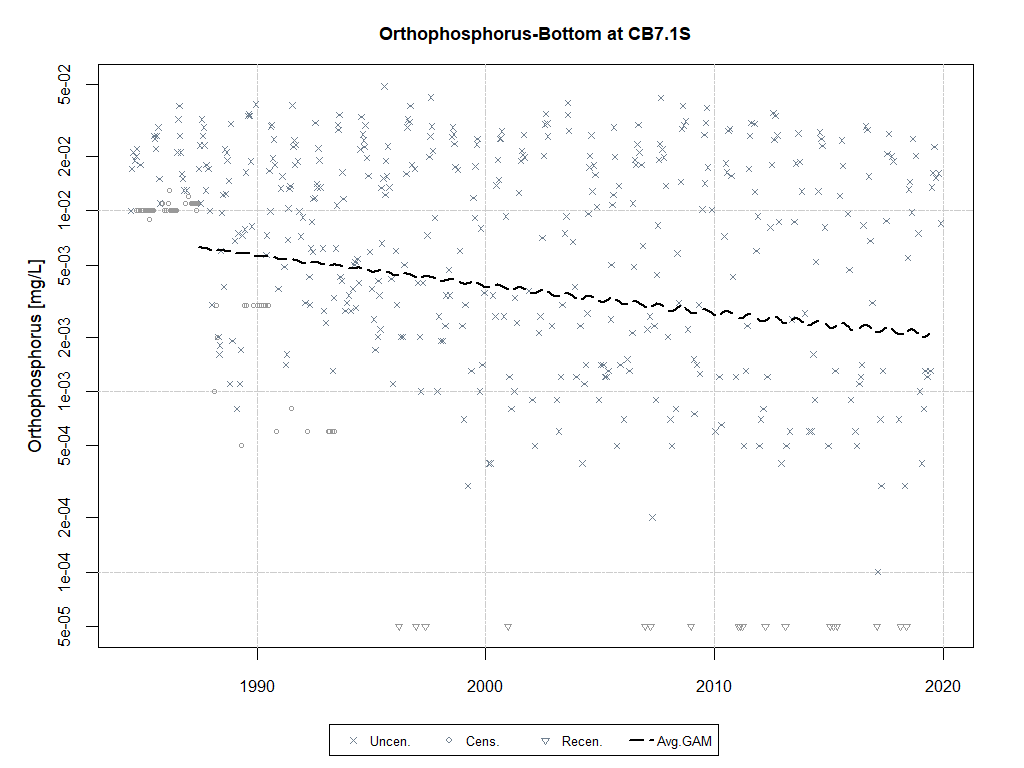 Orthophosphorus-Bottom at CB7.1S
Orthophosphorus [mg/L]
5e-02
2e-02
1e-02
5e-03
2e-03
1e-03
5e-04
2e-04
1e-04
5e-05
1990 2000 2010 2020
Uncen. Cens. Recen. Avg.GAM